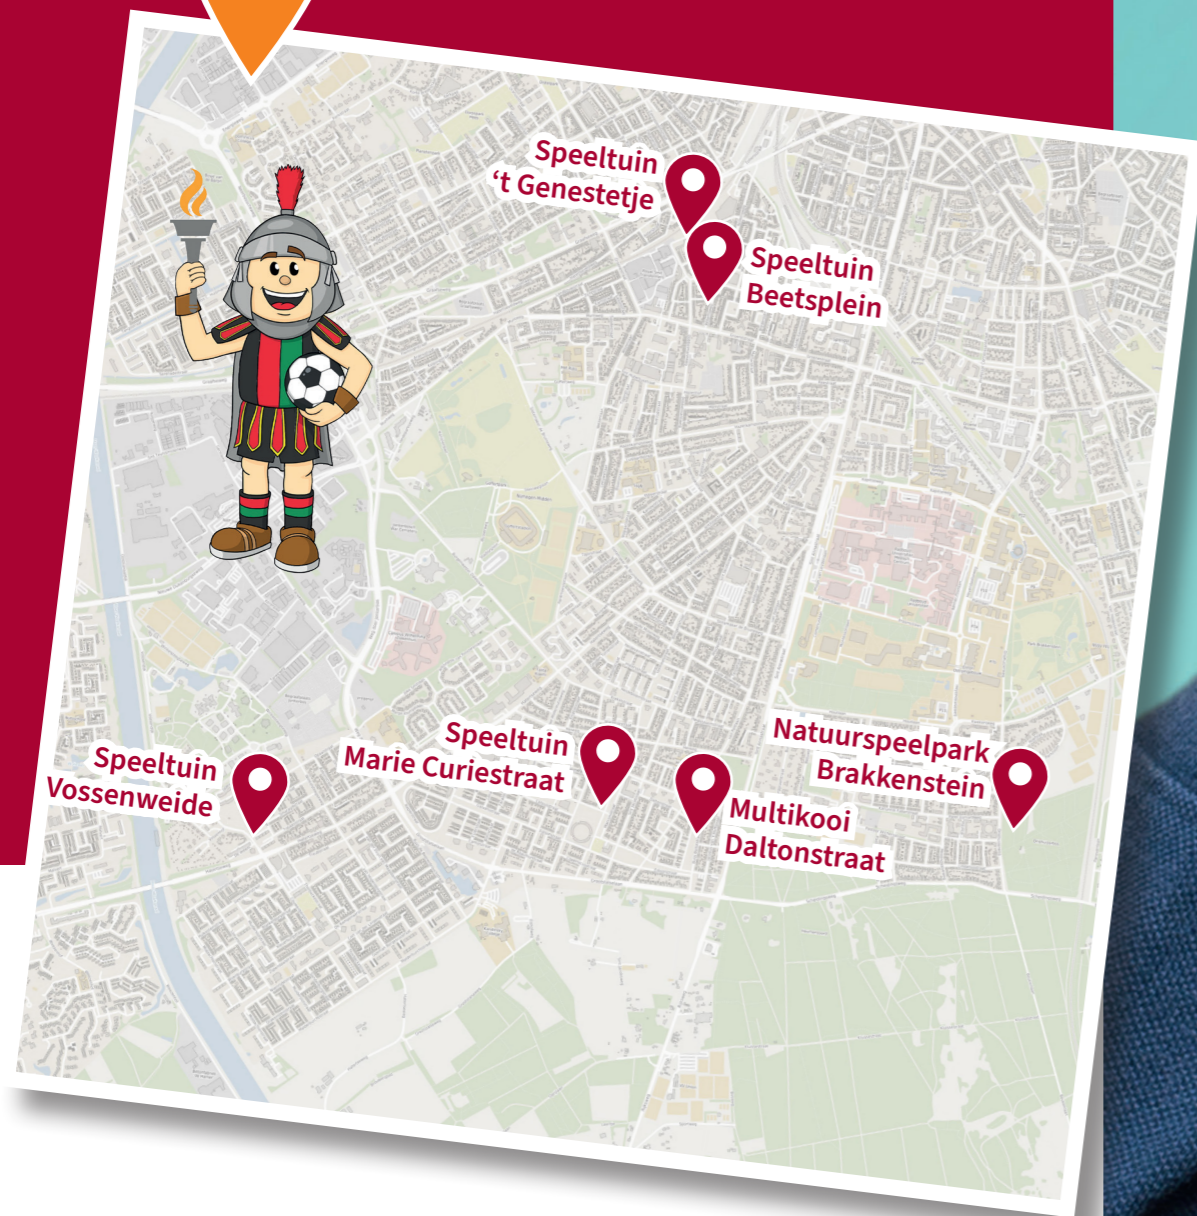 Speeltuin
‘t Genestetje
Speeltuin
Beetsplein
Speeltuin
Vossenweide
Speeltuin
Marie Curiestraat
Multikooi
Daltonstraat
Natuurspeelpark
Brakkenstein